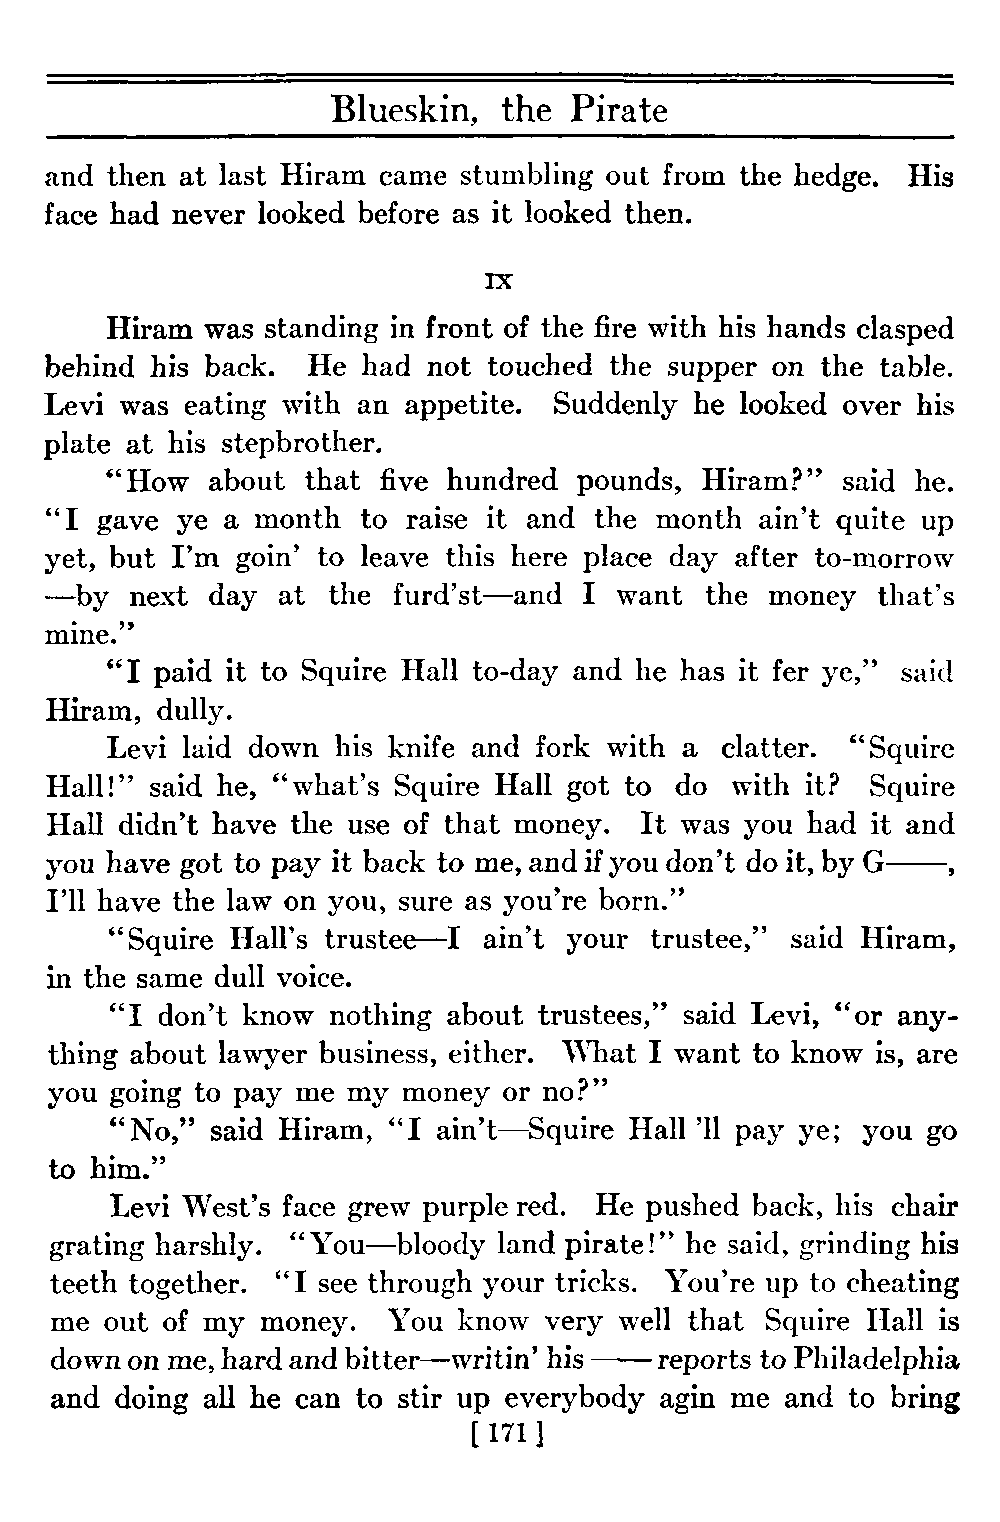 Blueskin, the Pirate
and then at last Hiram came stumbling out from the hedge. His
face had never looked before as it looked then.
IX
Hiram was standing in front of the fire with his hands clasped
behind his back. He had not touched the supper on the table.
Levi was eating with an appetite. Suddenly he looked over his
plate at his stepbrother.
“How about that five hundred pounds, Hiram?” said he.
“I gave ye a month to raise it and the month ain’t quite up
yet, but I’m goin’ to leave this here place day after to-morrow
—by next day at the furd’st—and I want the money that’s
mine.”
“I paid it to Squire Hall to-day and he has it fer ye,” said
Hiram, dully.
Levi laid down his knife and fork with a clatter. “Squire
Hall!” said he, “what’s Squire Hall got to do with it? Squire
Hall didn’t have the use of that money. It was you had it and
you have got to pay it back to me, and if you don’t do it, by G——,
I’ll have the law on you, sure as you’re born.”
“Squire Hall’s trustee—I ain’t your trustee,” said Hiram,
in the same dull voice.
“I don’t know nothing about trustees,” said Levi, “or any-
thing about lawyer business, either. What I want to know is, are
you going to pay me my money or no?”
“No,” said Hiram, “I ain’t—Squire Hall ’ll pay ye; you go
to him.”
Levi West’s face grew purple red. He pushed back, his chair
grating harshly. “You—bloody land pirate!” he said, grinding his
teeth together. “I see through your tricks. You’re up to cheating
me out of my money. You know very well that Squire Hall is
down on me, hard and bitter—writin’ his —— reports to Philadelphia
and doing all he can to stir up everybody agin me and to bring
[ 171 ]